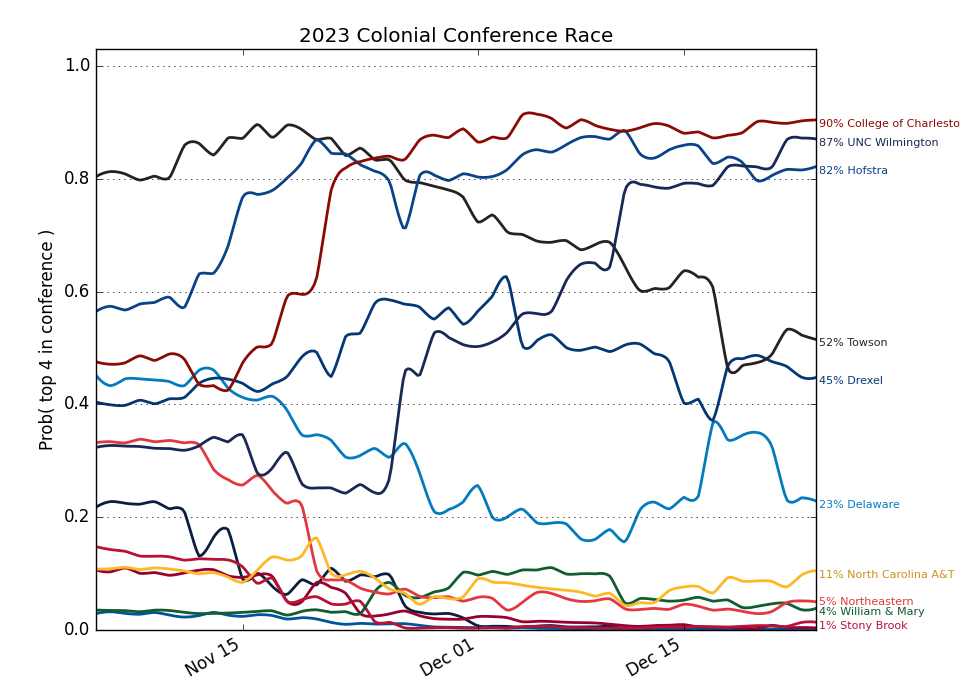 2023 Colonial Conference Race
Prob( top 4 in conference )
1.0
0.8
0.6
0.4
0.2
0.0
Nov 15
Dec 01
Dec 15
90% College of Charlesto
87% UNC Wilmington
82% Hofstra
52% Towson
45% Drexel
23% Delaware
11% North Carolina A&T
5% Northeastern
4% William & Mary
1% Stony Brook